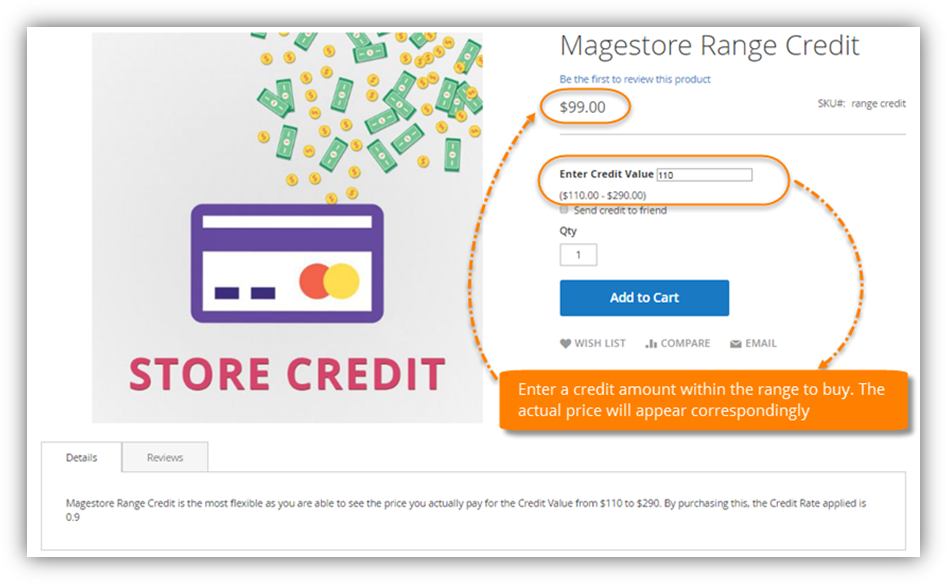 Magestore Range Credit
Be the first to review this product
$99.00
SKU#: range credit
Enter Credit Value 110
($110.00 - $290.00)
Send credit to friend
Qty
1
Add to Cart
WISH LIST COMPARE EMAIL
STORE CREDIT
Enter a credit amount within the range to buy. The
actual price will appear correspondingly
Details Reviews
Magestore Range Credit is the most flexible as you are able to see the price you actually pay for the Credit Value from $110 to $290. By purchasing this, the Credit Rate applied is
0.9